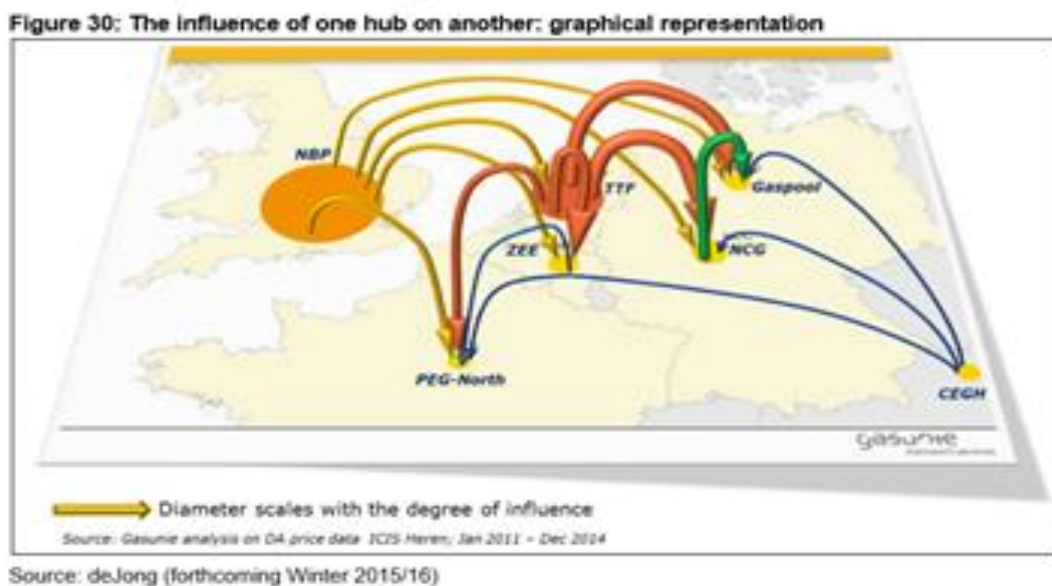 Figure 30: The influence of one hub on another: graphical representation
NBP
TTF
Gaspool
ZEE
NCG
PEG-North
CEGH
gasunie
Diameter scales with the degree of influence
Source: Gasunie analysis on DA price data ICIS Heren; Jan 2011 – Dec 2014
Source: deJong (forthcoming Winter 2015/16)